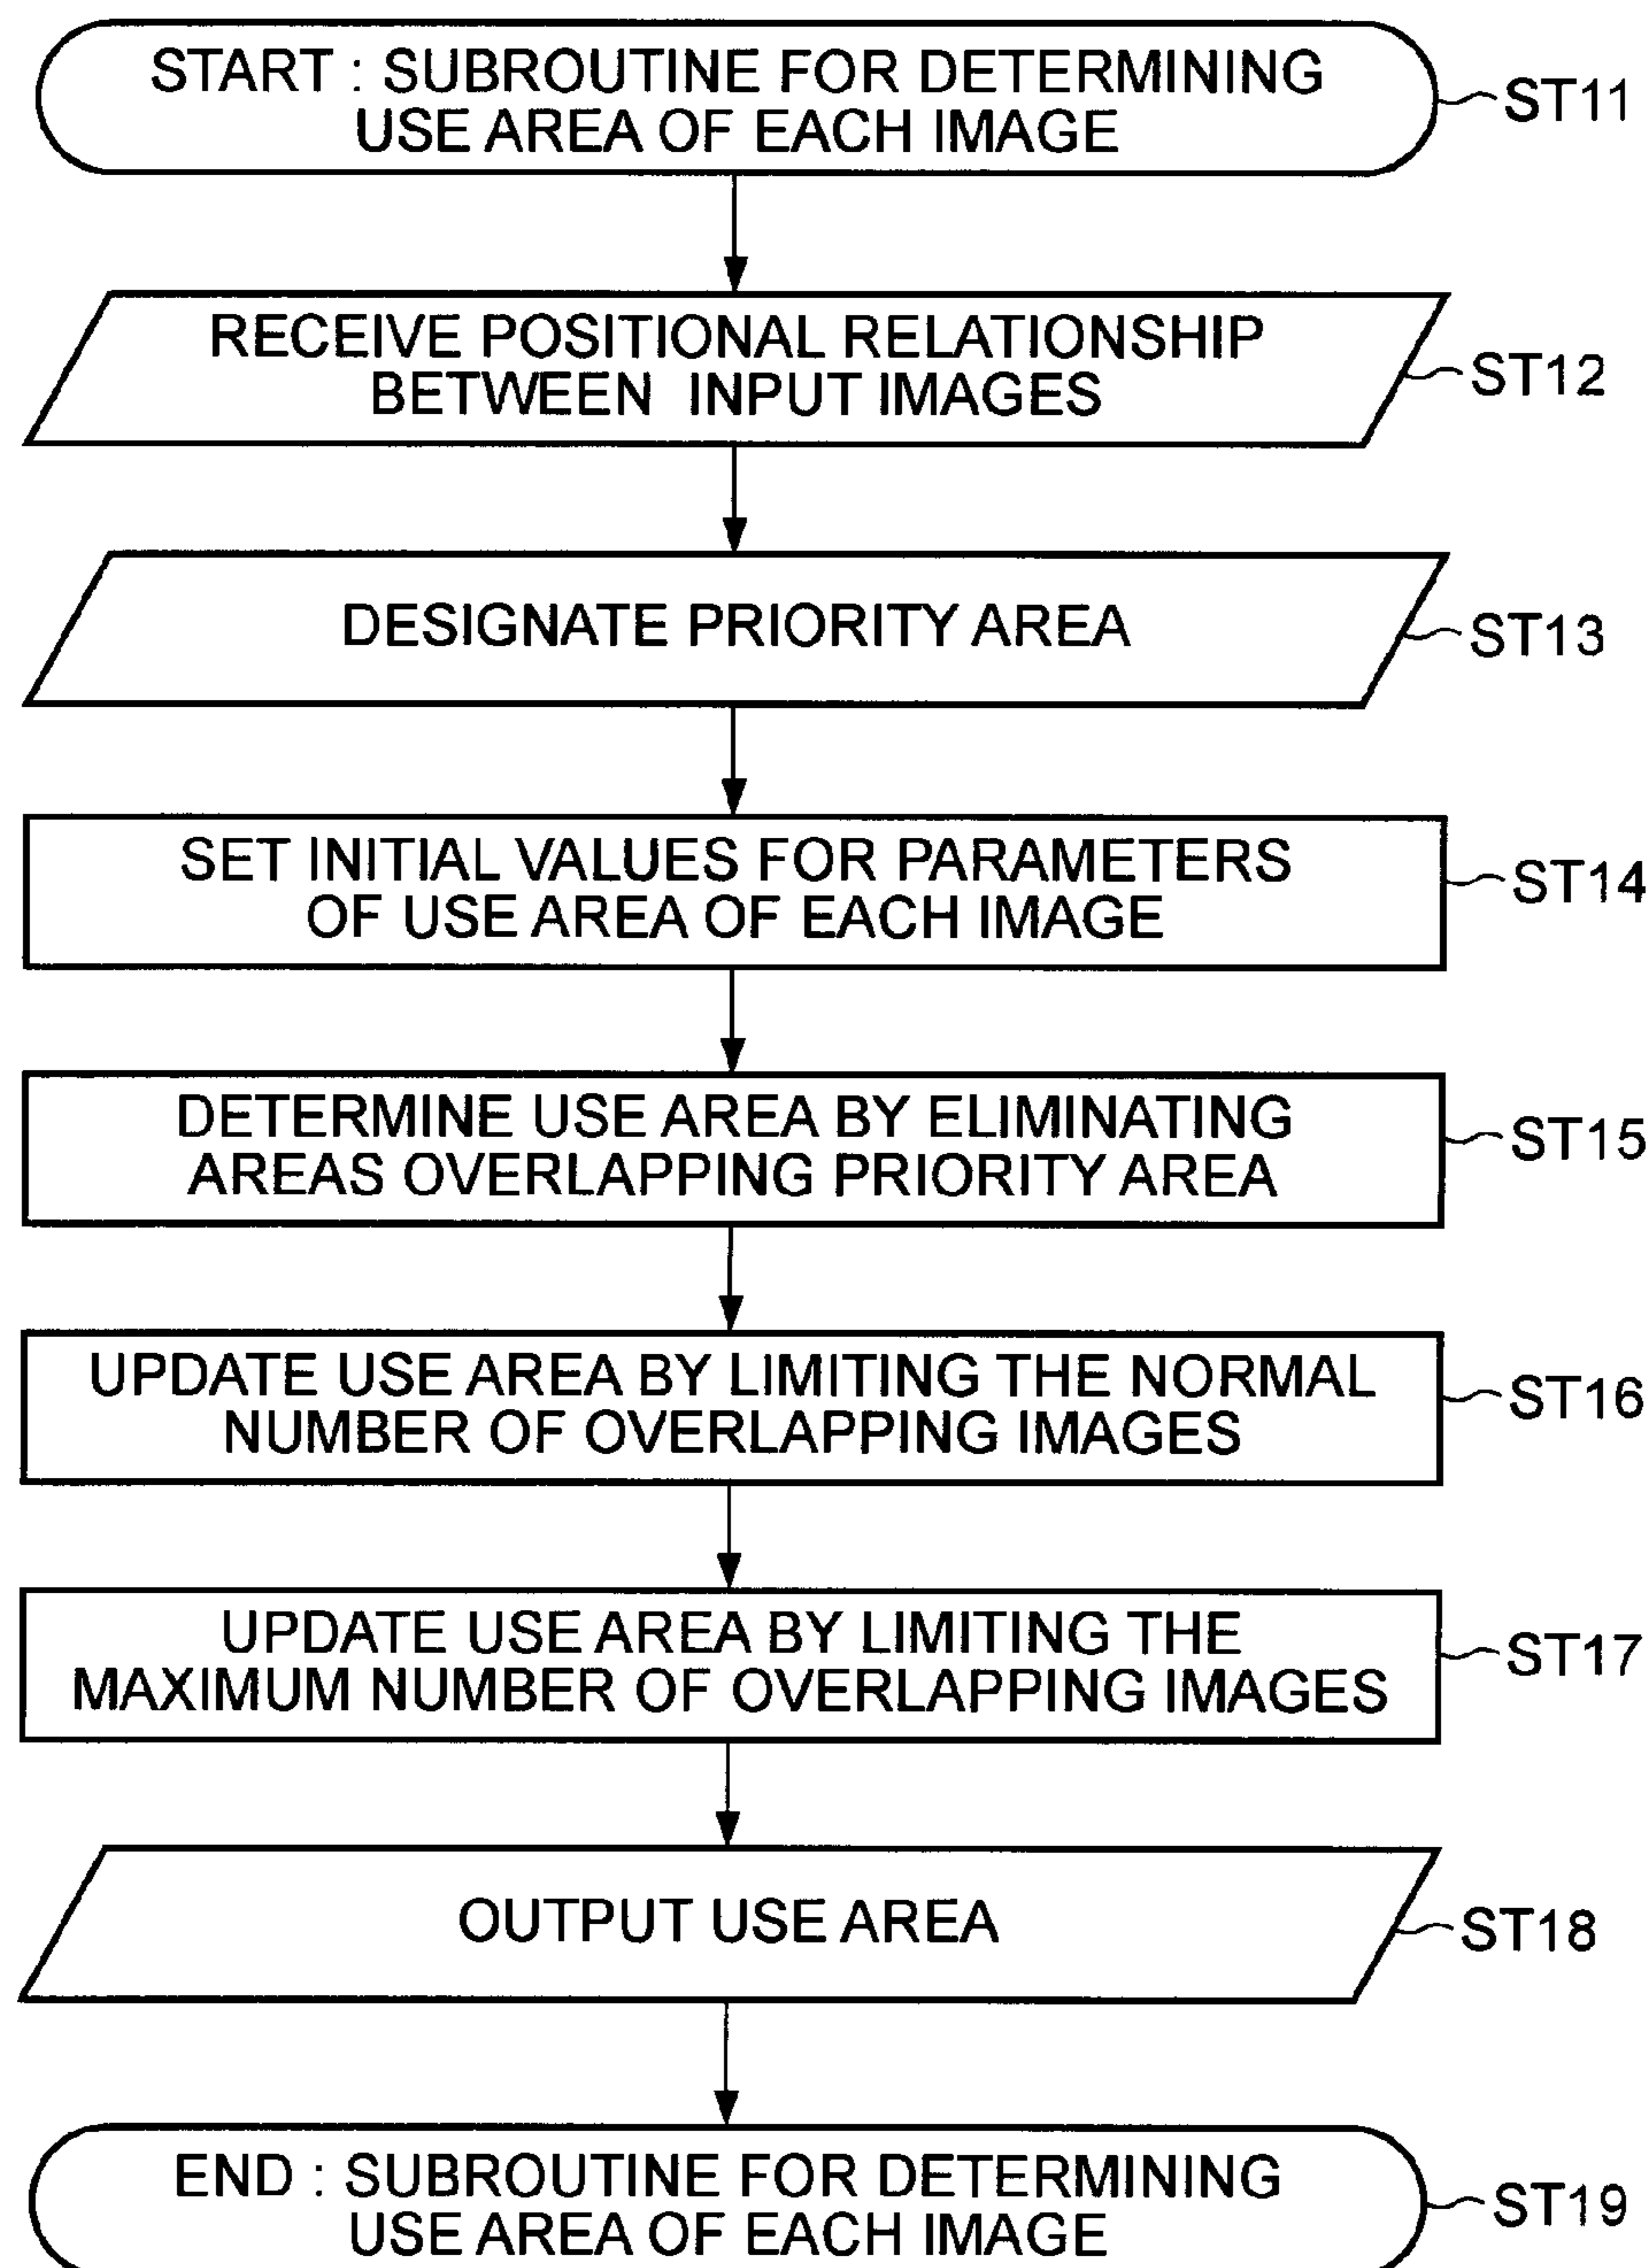 START : SUBROUTINE FOR DETERMINING
USE AREA OF EACH IMAGE
ST11
RECEIVE POSITIONAL RELATIONSHIP
BETWEEN INPUT IMAGES
ST12
DESIGNATE PRIORITY AREA
ST13
SET INITIAL VALUES FOR PARAMETERS
OF USE AREA OF EACH IMAGE
ST14
DETERMINE USE AREA BY ELIMINATING
AREAS OVERLAPPING PRIORITY AREA
ST15
UPDATE USE AREA BY LIMITING THE NORMAL
NUMBER OF OVERLAPPING IMAGES
ST16
UPDATE USE AREA BY LIMITING THE
MAXIMUM NUMBER OF OVERLAPPING IMAGES
ST17
OUTPUT USE AREA
ST18
END : SUBROUTINE FOR DETERMINING
USE AREA OF EACH IMAGE
ST19